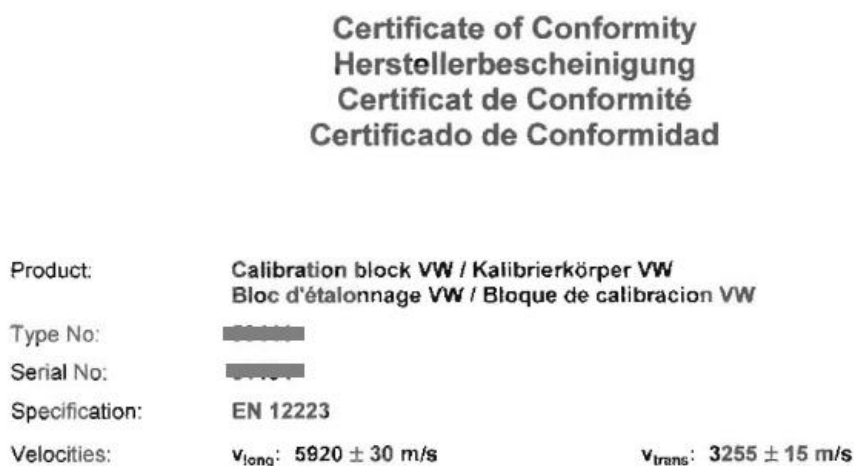 Certificate of Conformity
Herstellerbescheinigung
Certificat de Conformité
Certificado de Conformidad
Product: Calibration block VW / Kalibrierkörper VW
Bloc d'étalonnage VW / Bloque de calibracion VW
Type No:
Serial No:
Specification: EN 12223
Velocities: vlong: 5920 ± 30 m/s vtrans: 3255 ± 15 m/s